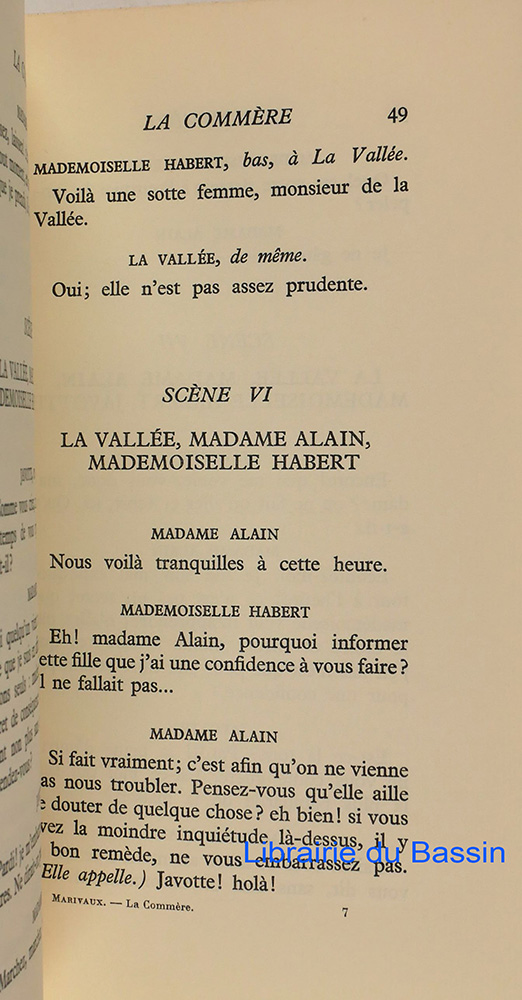 LA COMMÈRE 49
MADEMOISELLE HABERT, bas, à La Vallée.
Voilà une sotte femme, monsieur de la
Vallée.
LA VALLÉE, de même.
Oui; elle n'est pas assez prudente.
SCÈNE VI
LA VALLÉE, MADAME ALAIN,
MADEMOISELLE HABERT
MADAME ALAIN
Nous voilà tranquilles à cette heure.
MADEMOISELLE HABERT
Eh! madame Alain, pourquoi informer
ette fille que j'ai une confidence à vous faire?
l ne fallait pas...
MADAME ALAIN
Si fait vraiment; c'est afin qu'on ne vienne
as nous troubler. Pensez-vous qu'elle aille
e douter de quelque chose? eh bien! si vous
vez la moindre inquiétude là-dessus, il y
bon remède, ne vous embarrassez pas.
Elle appelle.) Javotte! holà!
MARIVAUX. — La Commère. 7
Librairie du Bassin